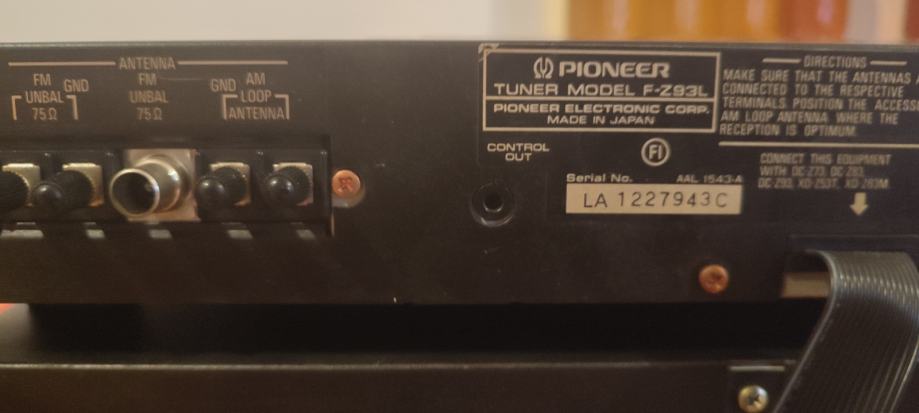 ANTENNA
FM
UNBAL
75Ω
GND
FM
UNBAL
75Ω
GND
AM
LOOP
ANTENNA
PIONEER
TUNER MODEL F-Z93L
PIONEER ELECTRONIC CORP.
MADE IN JAPAN
CONTROL
OUT
FI
Serial No.
AAL 1543-A
LA 1227943C
DIRECTIONS
MAKE SURE THAT THE ANTENNAS
CONNECTED TO THE RESPECTIVE
TERMINALS. POSITION THE
AM LOOP ANTENNA WHERE THE
RECEPTION IS OPTIMUM.
CONNECT THIS EQUIPMENT
WITH DC-Z73, DC-Z83,
DC-Z93, XD-Z53T, XD-Z83M.